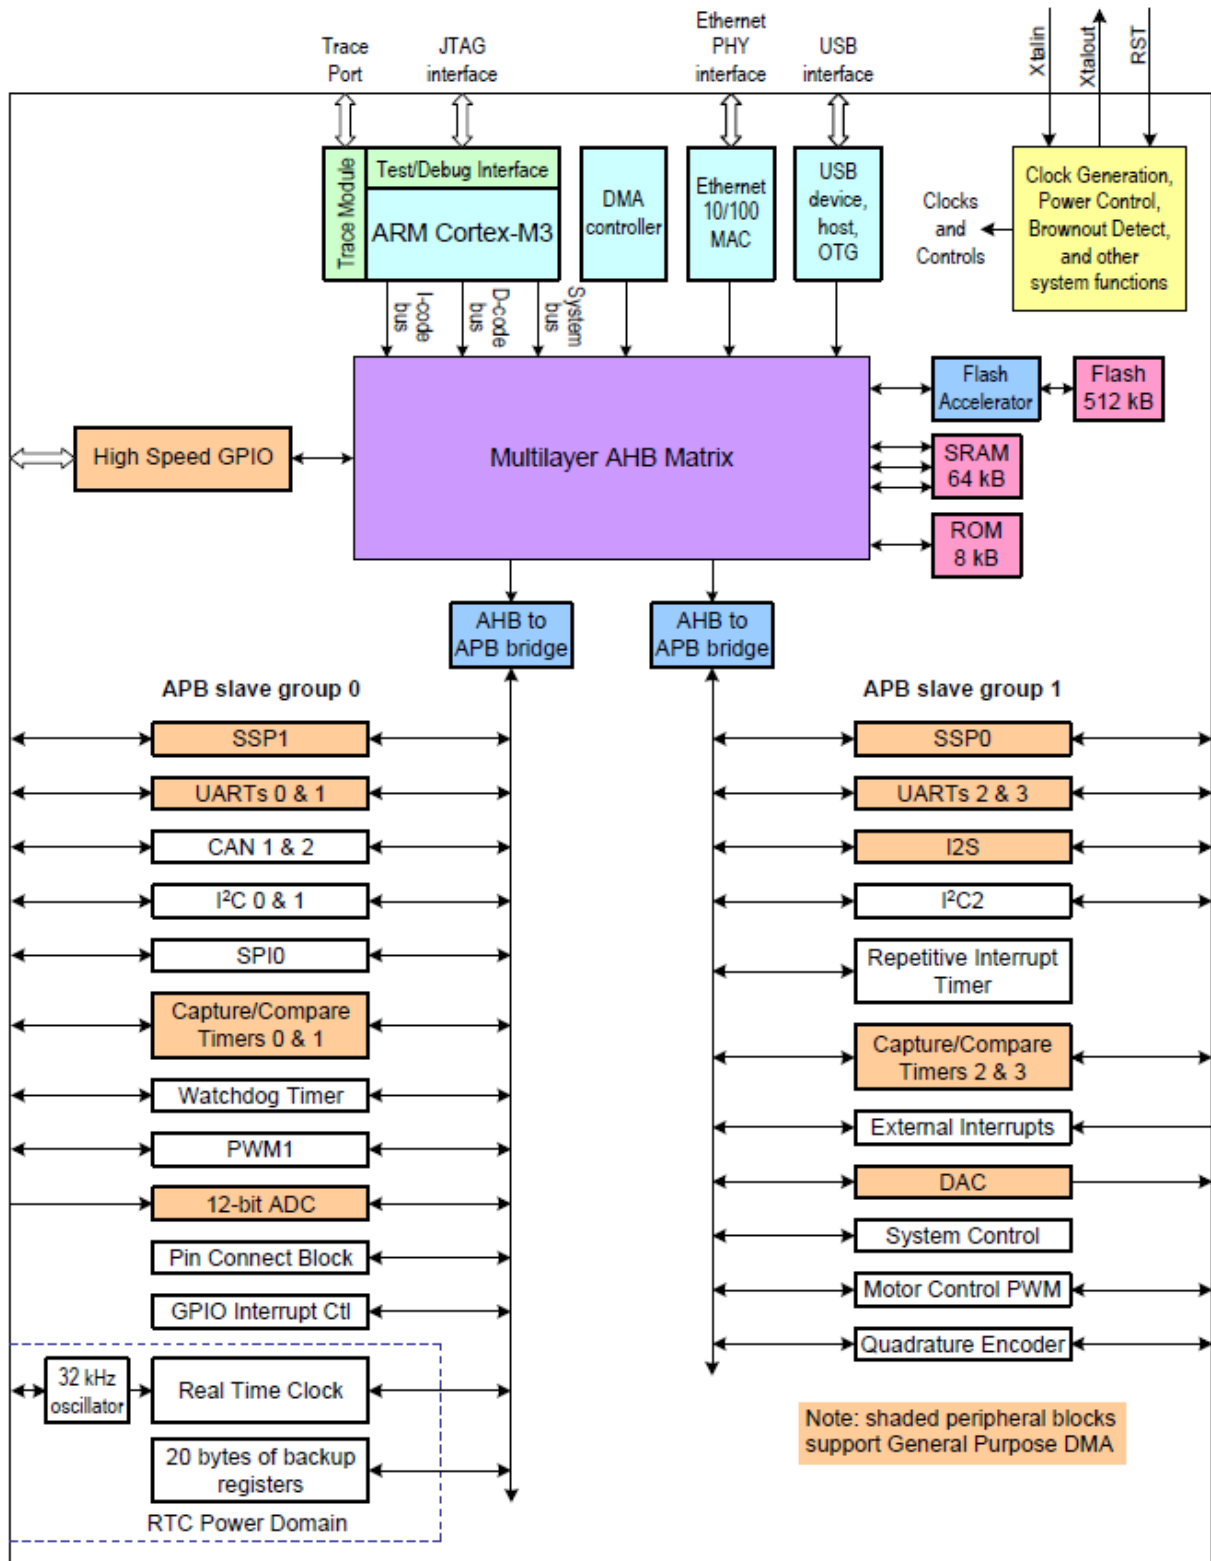 Trace
Port
JTAG
interface
Ethernet
PHY
interface
USB
interface
Xtalin
Xtalout
RST
Trace Module
Test/Debug Interface
ARM Cortex-M3
DMA
controller
Ethernet
10/100
MAC
USB
device,
host,
OTG
Clocks
and
Controls
Clock Generation,
Power Control,
Brownout Detect,
and other
system functions
I-code
bus
D-code
bus
System
bus
Multilayer AHB Matrix
High Speed GPIO
Flash
Accelerator
Flash
512 kB
SRAM
64 kB
ROM
8 kB
AHB to
APB bridge
AHB to
APB bridge
APB slave group 0
SSP1
UARTs 0 & 1
CAN 1 & 2
I²C 0 & 1
SPI0
Capture/Compare
Timers 0 & 1
Watchdog Timer
PWM1
12-bit ADC
Pin Connect Block
GPIO Interrupt Ctl
32 kHz
oscillator
Real Time Clock
20 bytes of backup
registers
RTC Power Domain
APB slave group 1
SSP0
UARTs 2 & 3
I2S
I²C2
Repetitive Interrupt
Timer
Capture/Compare
Timers 2 & 3
External Interrupts
DAC
System Control
Motor Control PWM
Quadrature Encoder
Note: shaded peripheral blocks
support General Purpose DMA